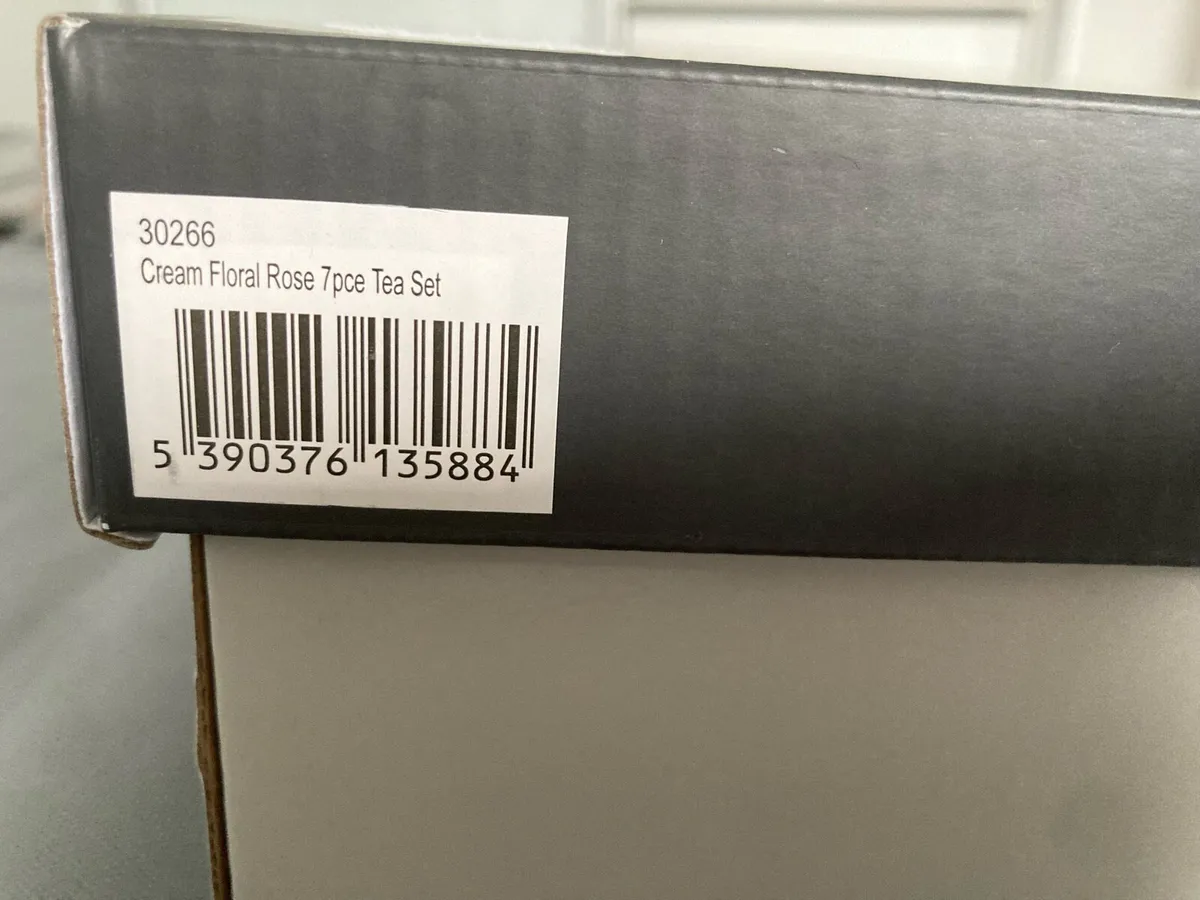 30266
Cream Floral Rose 7pce Tea Set
5 390376 135884